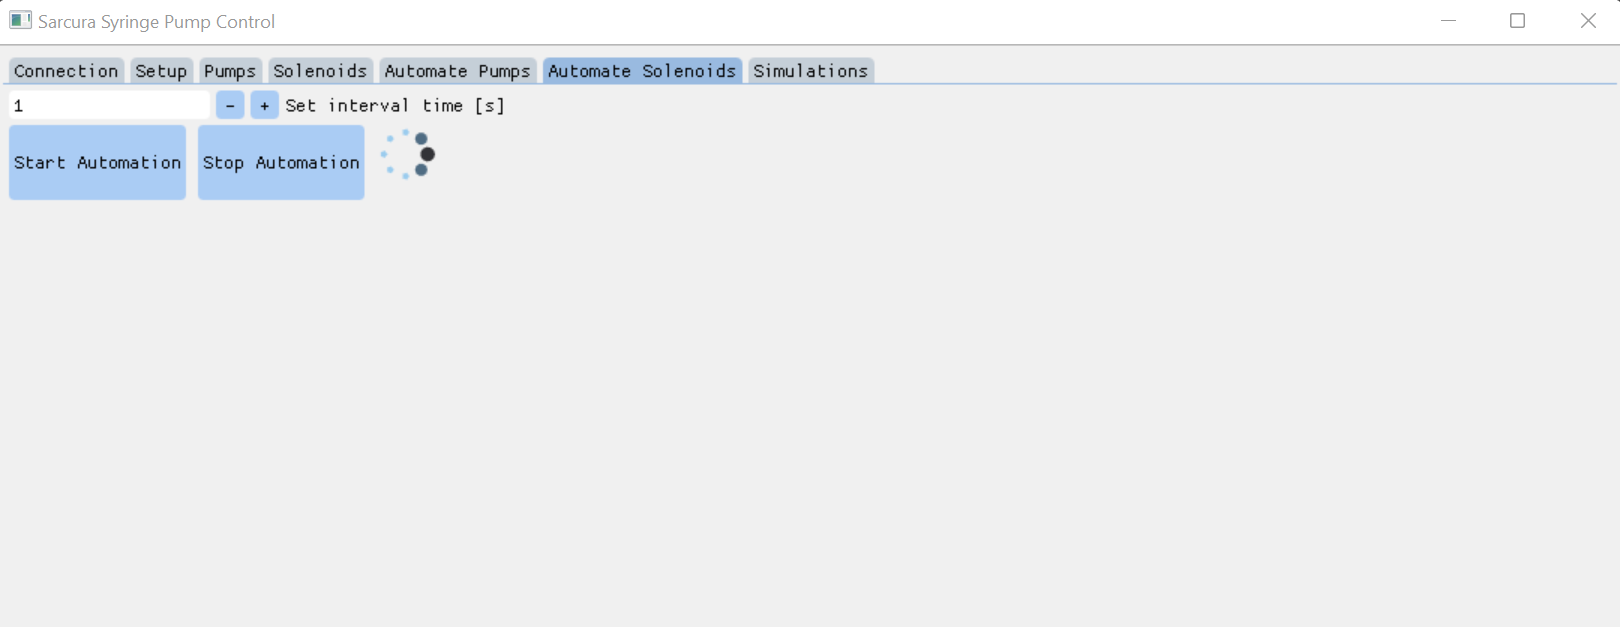 Sarcura Syringe Pump Control
Connection Setup Pumps Solenoids Automate Pumps Automate Solenoids Simulations
1 - + Set interval time [s]
Start Automation Stop Automation